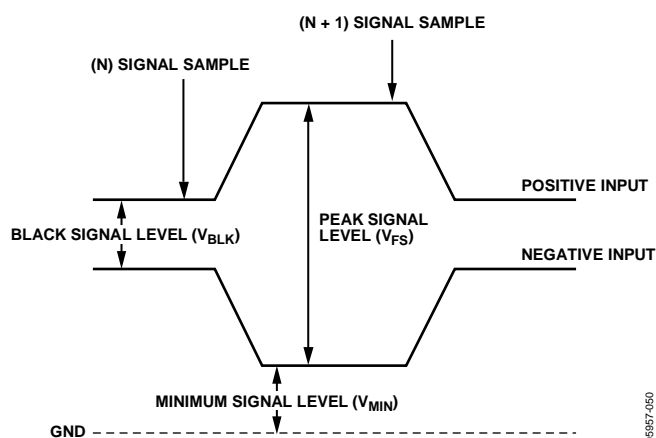 (N + 1) SIGNAL SAMPLE
(N) SIGNAL SAMPLE
POSITIVE INPUT
BLACK SIGNAL LEVEL (VBLK)
PEAK SIGNAL
LEVEL (VFS)
NEGATIVE INPUT
MINIMUM SIGNAL LEVEL (VMIN)
GND
05957-050